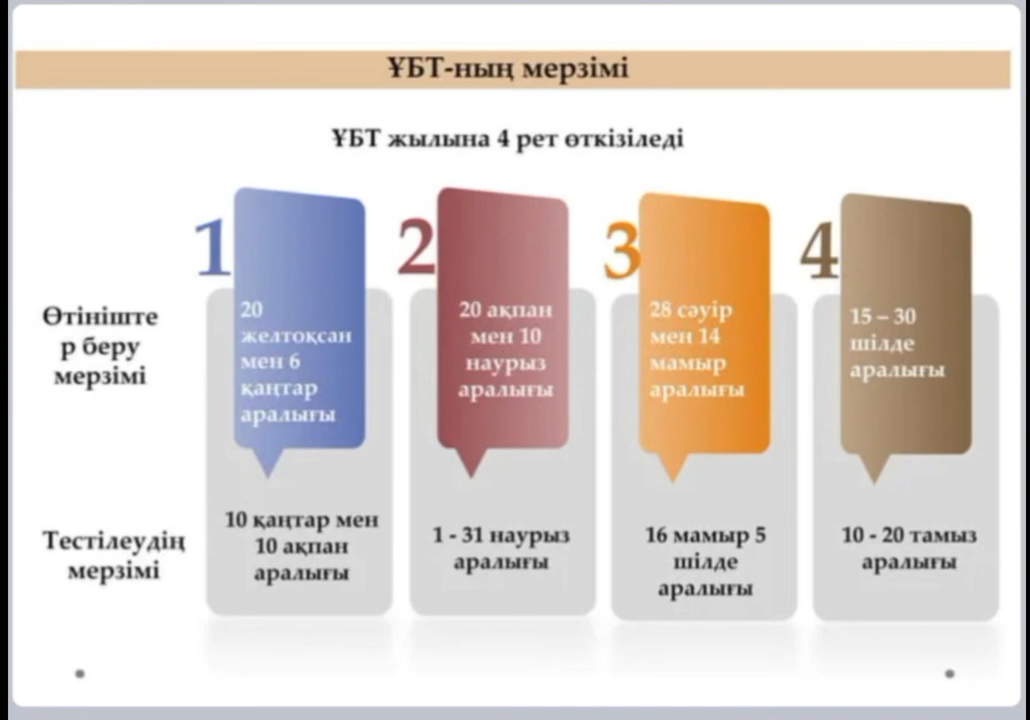 ҰБТ-ның мерзімі
ҰБТ жылына 4 рет өткізіледі
1
2
3
4
Өтініште
р беру
мерзімі
20
желтоқсан
мен 6
қаңтар
аралығы
20 ақпан
мен 10
наурыз
аралығы
28 сәуір
мен 14
мамыр
аралығы
15 – 30
шілде
аралығы
Тестілеудің
мерзімі
10 қаңтар мен
10 ақпан
аралығы
1 - 31 наурыз
аралығы
16 мамыр 5
шілде
аралығы
10 - 20 тамыз
аралығы